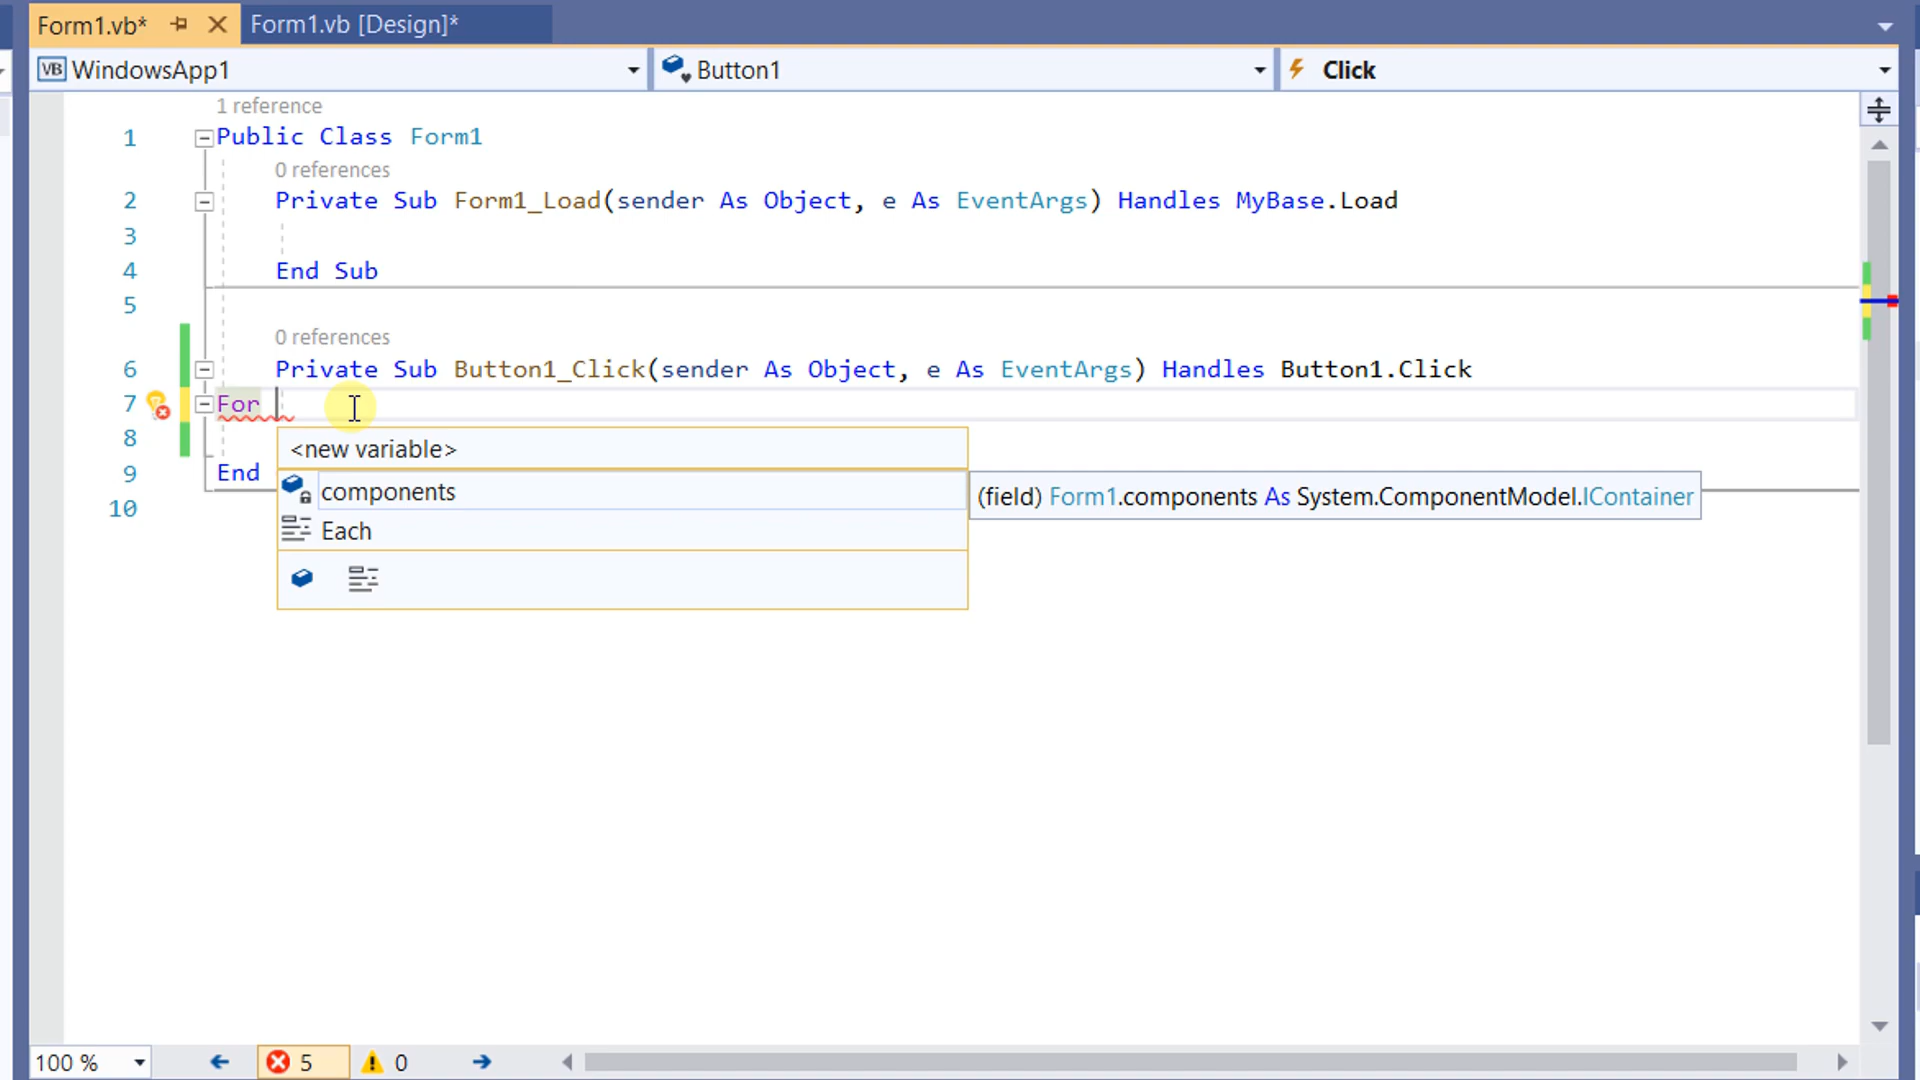 Form1.vb* Form1.vb [Design]*
VB WindowsApp1 Button1 Click
1 reference
1 Public Class Form1
0 references
2 Private Sub Form1_Load(sender As Object, e As EventArgs) Handles MyBase.Load
3
4 End Sub
5
0 references
6 Private Sub Button1_Click(sender As Object, e As EventArgs) Handles Button1.Click
7 For
8
<new variable>
9 End
components (field) Form1.components As System.ComponentModel.IContainer
10
Each
100 % 5 0